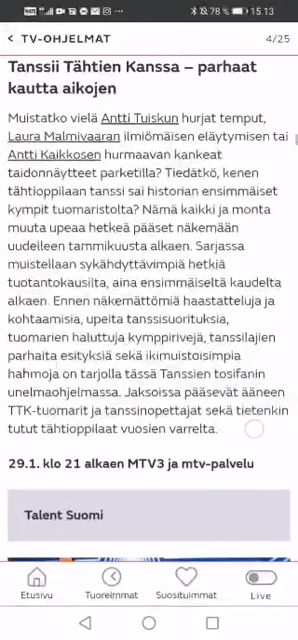 78 % 15.13
< TV-OHJELMAT 4/25
Tanssii Tähtien Kanssa – parhaat
kautta aikojen
Muistatko vielä Antti Tuiskun hurjat temput,
Laura Malmivaaran ilmiömäisen eläytymisen tai
Antti Kaikkosen hurmaavan kankeat
taidonnäytteet parketilla? Tiedätkö, kenen
tähtioppilaan tanssi sai historian ensimmäiset
kympit tuomaristolta? Nämä kaikki ja monta
muuta upeaa hetkeä pääset näkemään
uudelleen tammikuusta alkaen. Sarjassa
muistellaan sykähdyttävimpiä hetkiä
tuotantokausilta, aina ensimmäiseltä kaudelta
alkaen. Ennen näkemättömiä haastatteluja ja
kohtaamisia, upeita tanssisuorituksia,
tuomarien haluttuja kymppirivejä, tanssilajien
parhaita esityksiä sekä ikimuistoisimpia
hahmoja on tarjolla tässä Tanssien tosifanin
unelmaohjelmassa. Jaksoissa pääsevät ääneen
TTK-tuomarit ja tanssinopettajat sekä tietenkin
tutut tähtioppilaat vuosien varrelta.
29.1. klo 21 alkaen MTV3 ja mtv-palvelu
Talent Suomi
Etusivu Tuoreimmat Suosituimmat Live